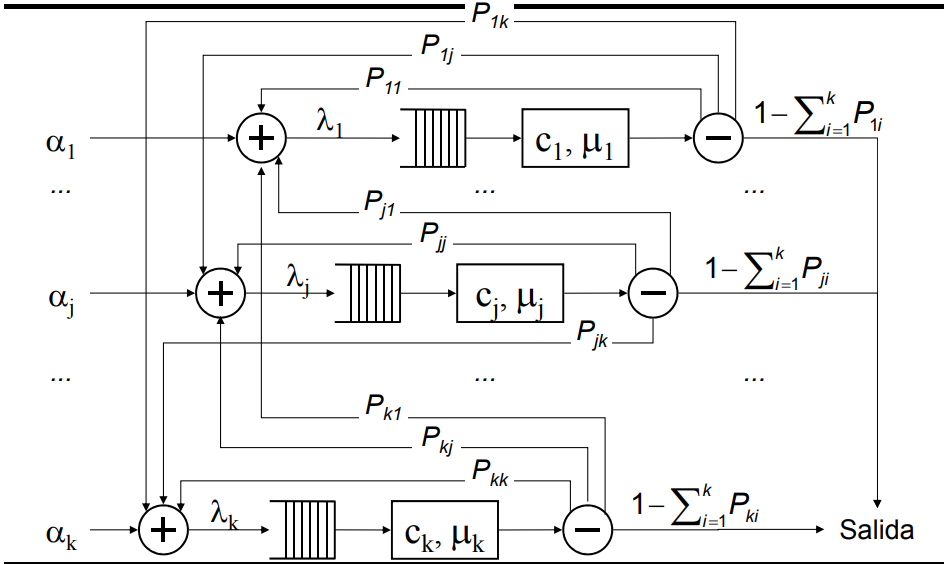 P₁ₖ
P₁ⱼ
P₁₁
α₁ + λ₁ c₁, μ₁ − 1−∑ᵢ₌₁ᵏ P₁ᵢ
... ... ...
Pⱼ₁
Pⱼⱼ
αⱼ + λⱼ cⱼ, μⱼ − 1−∑ᵢ₌₁ᵏ Pⱼᵢ
Pⱼₖ
... ... ...
Pₖ₁
Pₖⱼ
Pₖₖ
αₖ + λₖ cₖ, μₖ − 1−∑ᵢ₌₁ᵏ Pₖᵢ Salida